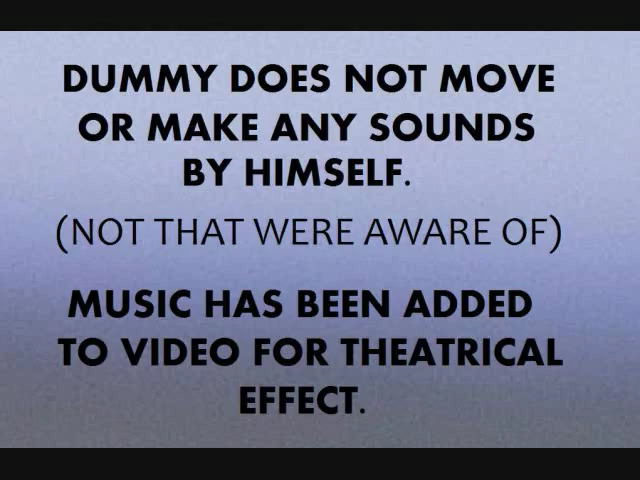 DUMMY DOES NOT MOVE
OR MAKE ANY SOUNDS
BY HIMSELF.
(NOT THAT WERE AWARE OF)
MUSIC HAS BEEN ADDED
TO VIDEO FOR THEATRICAL
EFFECT.